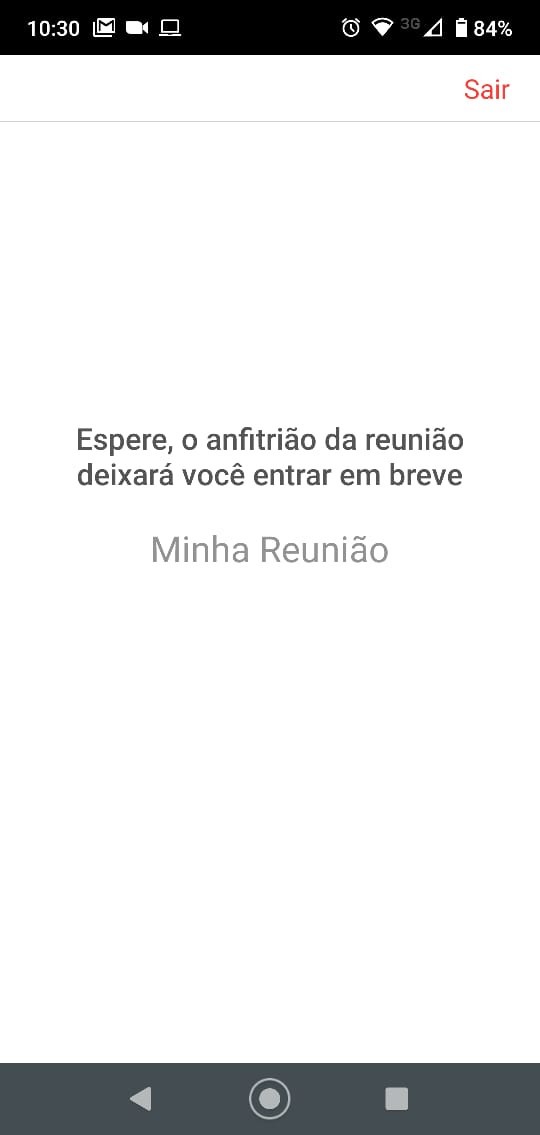 10:30 3G 84%
Sair
Espere, o anfitrião da reunião
deixará você entrar em breve
Minha Reunião